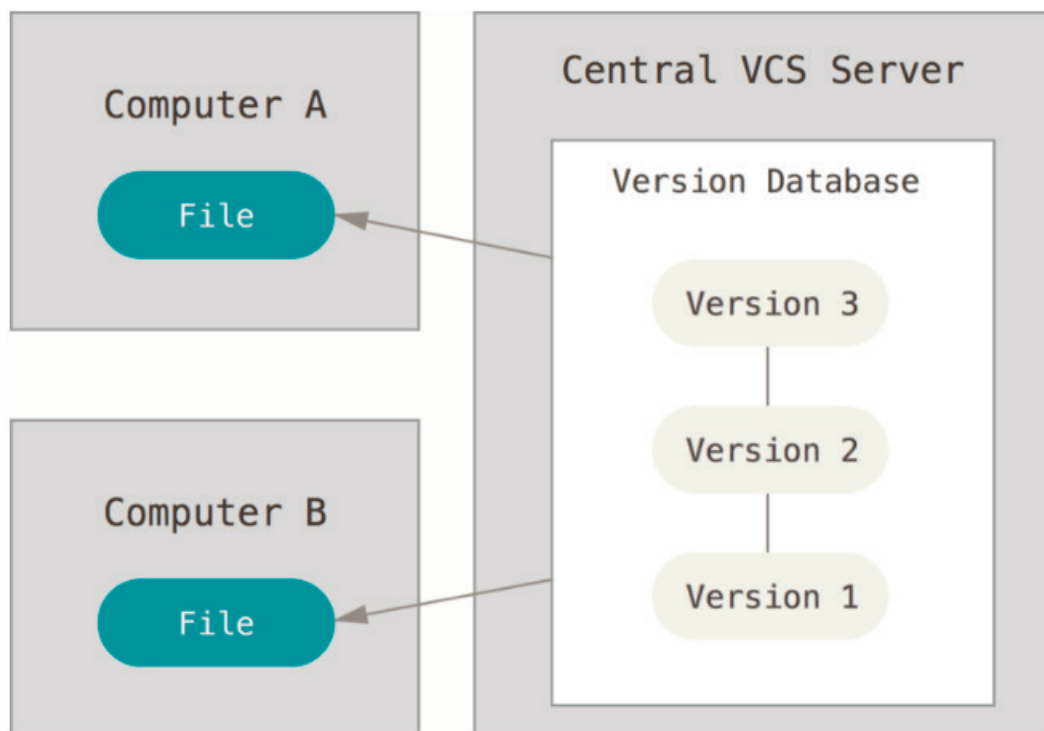 Computer A
File
Computer B
File
Central VCS Server
Version Database
Version 3
Version 2
Version 1